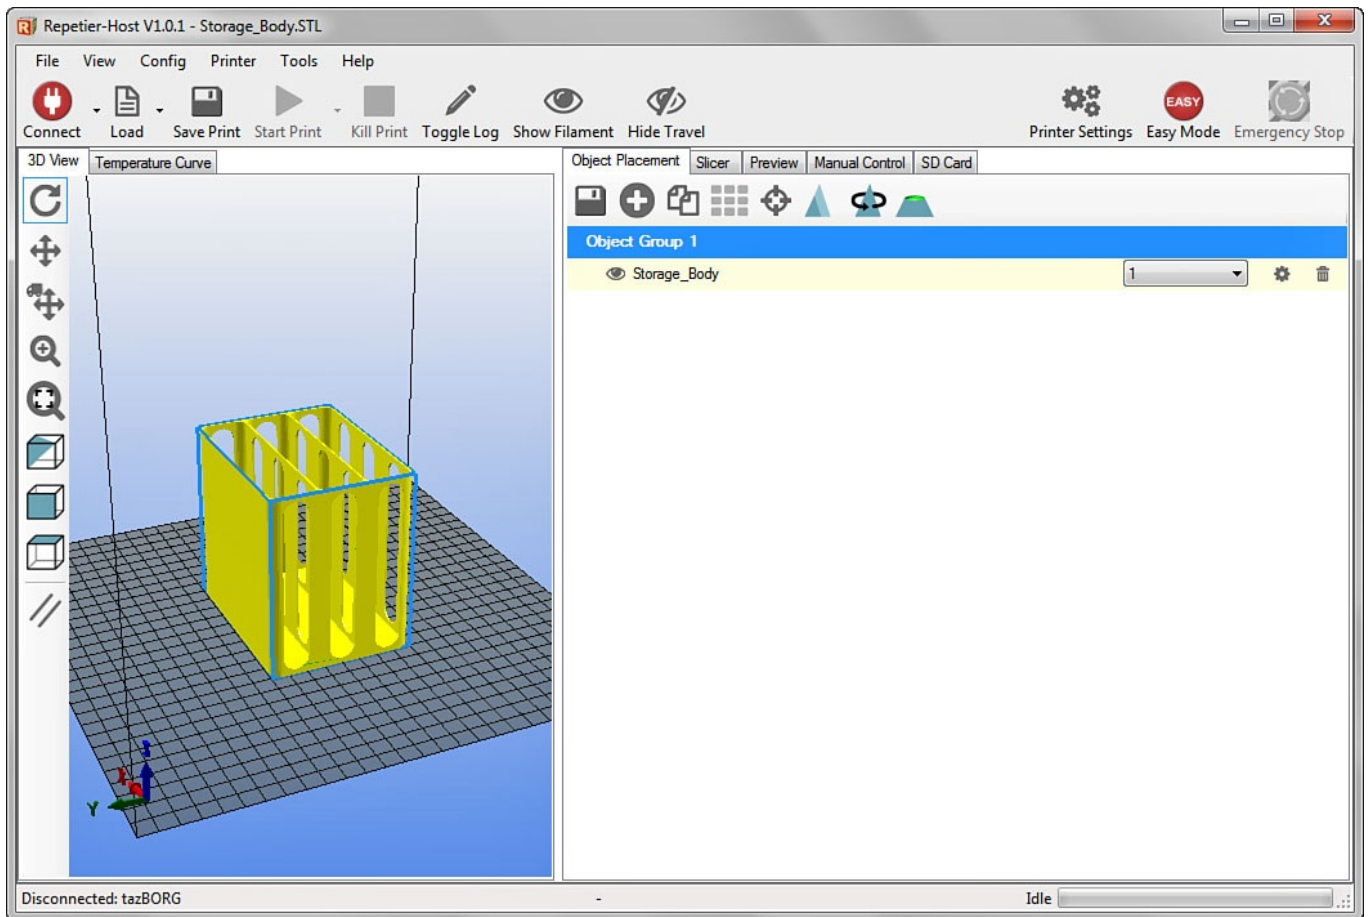 Repetier-Host V1.0.1 - Storage_Body.STL
File View Config Printer Tools Help
Connect Load Save Print Start Print Kill Print Toggle Log Show Filament Hide Travel Printer Settings EASY Easy Mode Emergency Stop
3D View Temperature Curve
Object Placement Slicer Preview Manual Control SD Card
Object Group 1
Storage_Body 1
Z
X
Y
Disconnected: tazBORG - Idle